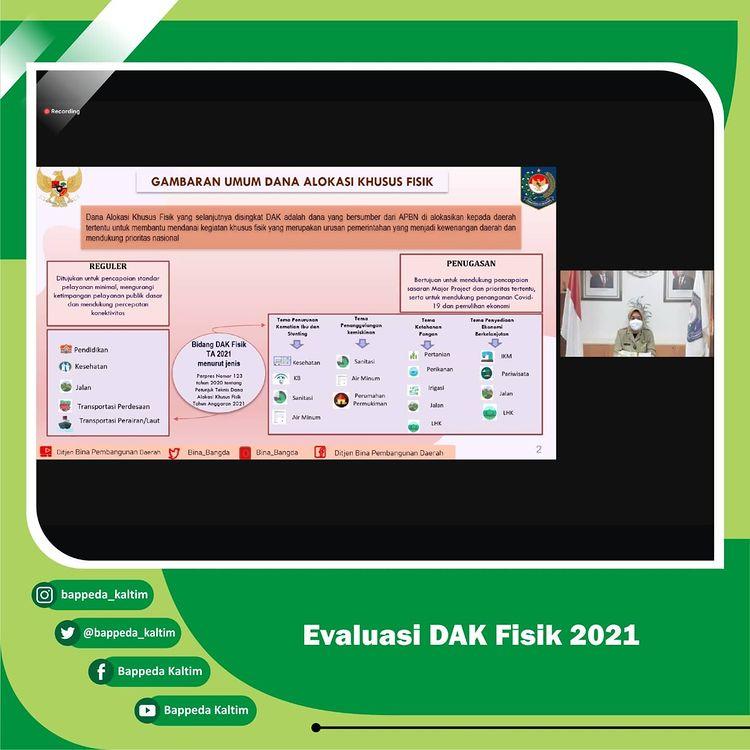 Recording
GAMBARAN UMUM DANA ALOKASI KHUSUS FISIK
Dana Alokasi Khusus Fisik yang selanjutnya disingkat DAK adalah dana yang bersumber dari APBN di alokasikan kepada daerah
tertentu untuk membantu mendanai kegiatan khusus fisik yang merupakan urusan pemerintahan yang menjadi kewenangan daerah dan
mendukung prioritas nasional
REGULER
Ditujukan untuk pencapaian standar
pelayanan minimal, mengurangi
ketimpangan pelayanan publik dasar
dan mendukung percepatan
konektivitas
Pendidikan
Kesehatan
Jalan
Transportasi Perdesaan
Transportasi Perairan/Laut
Bidang DAK Fisik
TA 2021
menurut jenis
Perpres Nomor 123
tahun 2020 tentang
Petunjuk Teknis Dana
Alokasi Khusus Fisik
Tahun Anggaran 2021
PENUGASAN
Bertujuan untuk mendukung pencapaian
sasaran Major Project dan prioritas tertentu,
serta untuk mendukung penanganan Covid-
19 dan pemulihan ekonomi
Tema Penurunan
Kematian Ibu dan
Stunting
Kesehatan
KB
Sanitasi
Air Minum
Tema
Penanggulangan
kemiskinan
Sanitasi
Air Minum
Perumahan
Permukiman
Tema
Ketahanan
Pangan
Pertanian
Perikanan
Irigasi
Jalan
LHK
Tema Penyediaan
Ekonomi
Berkelanjutan
IKM
Pariwisata
Jalan
LHK
Ditjen Bina Pembangunan Daerah
Bina_Bangda
Bina_Bangda
Ditjen Bina Pembangunan Daerah
2
bappeda_kaltim
@bappeda_kaltim
Bappeda Kaltim
Bappeda Kaltim
Evaluasi DAK Fisik 2021